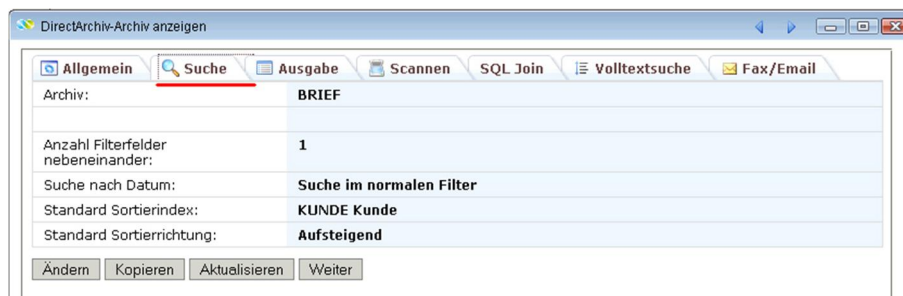 DirectArchiv-Archiv anzeigen
Allgemein Suche Ausgabe Scannen SQL Join Volltextsuche Fax/Email
Archiv: BRIEF
Anzahl Filterfelder nebeneinander: 1
Suche nach Datum: Suche im normalen Filter
Standard Sortierindex: KUNDE Kunde
Standard Sortierrichtung: Aufsteigend
Ändern Kopieren Aktualisieren Weiter